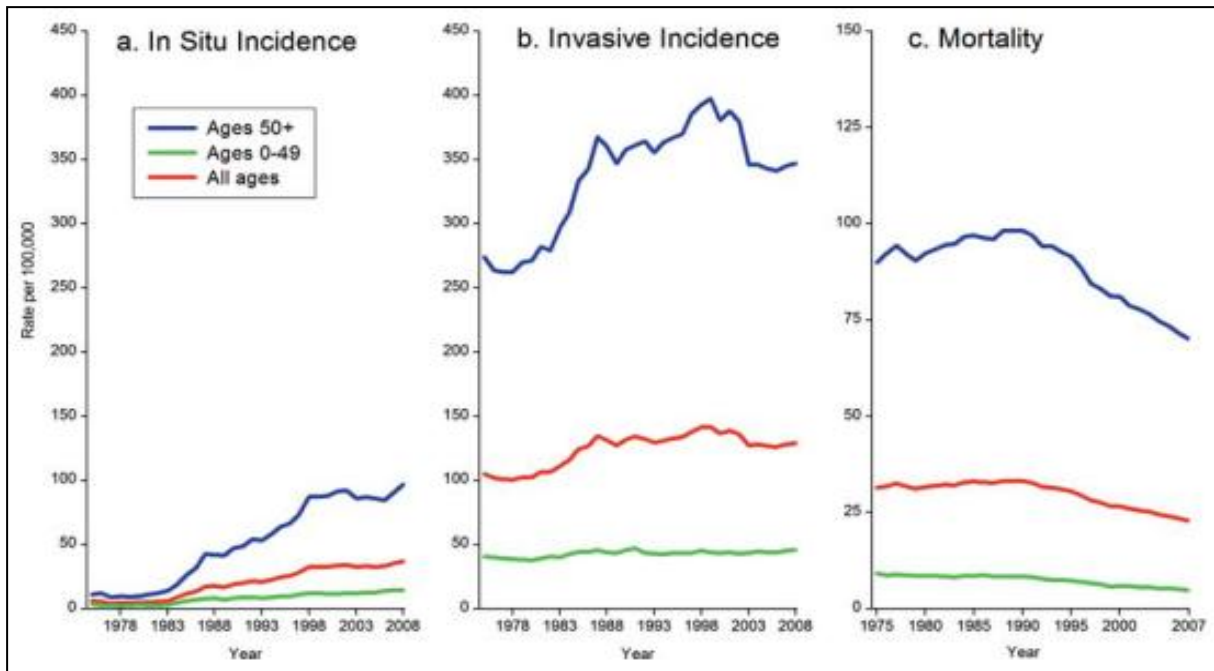 a. In Situ Incidence
450
400
350
300
250
200
150
100
50
0
Rate per 100,000
Ages 50+
Ages 0-49
All ages
1978 1983 1988 1993 1998 2003 2008
Year
b. Invasive Incidence
450
400
350
300
250
200
150
100
50
0
1978 1983 1988 1993 1998 2003 2008
Year
c. Mortality
150
125
100
75
50
25
0
1975 1980 1985 1990 1995 2000 2007
Year